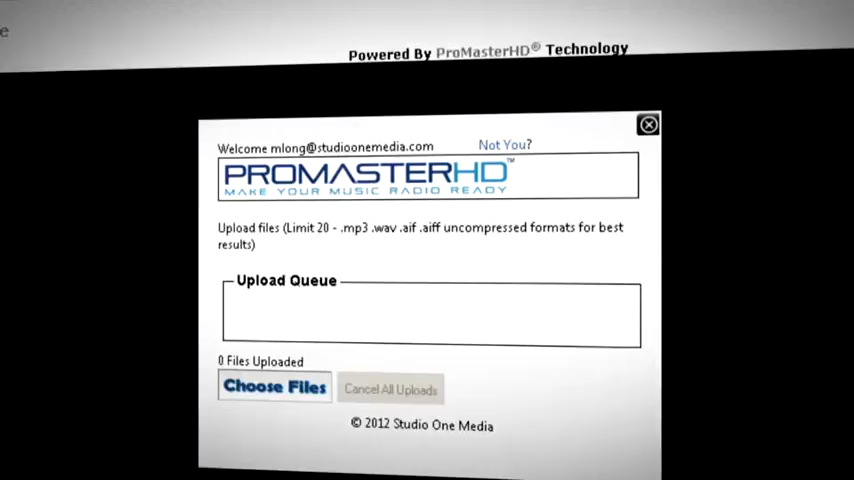 e
Powered By ProMasterHD® Technology
Welcome mlong@studioonemedia.com Not You?
PROMASTERHD™
MAKE YOUR MUSIC RADIO READY
Upload files (Limit 20 - .mp3 .wav .aif .aiff uncompressed formats for best
results)
Upload Queue
0 Files Uploaded
Choose Files Cancel All Uploads
© 2012 Studio One Media